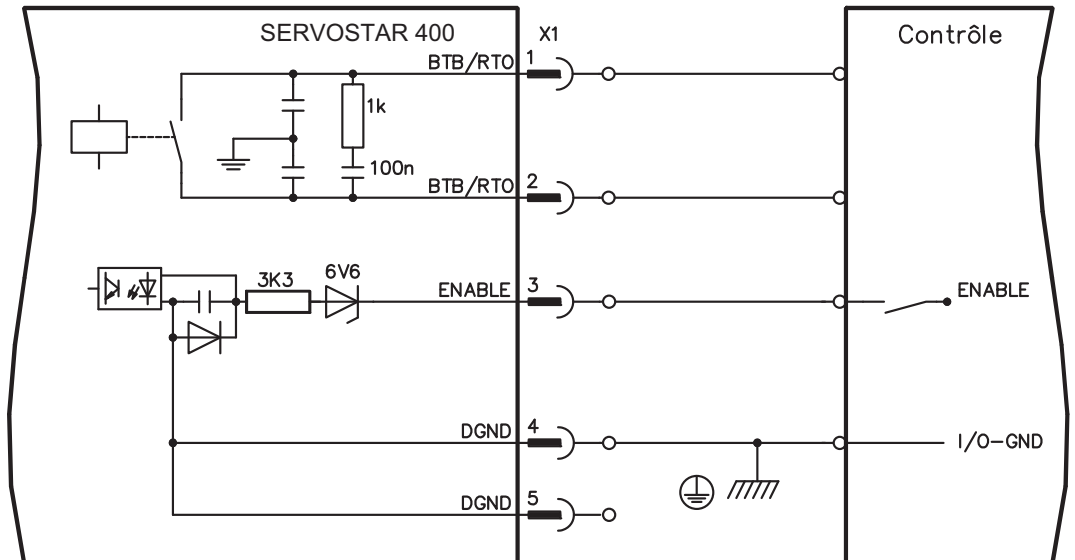 SERVOSTAR 400
X1
Contrôle
BTB/RTO
1
1k
100n
BTB/RTO
2
3K3
6V6
ENABLE
3
ENABLE
DGND
4
I/O-GND
DGND
5